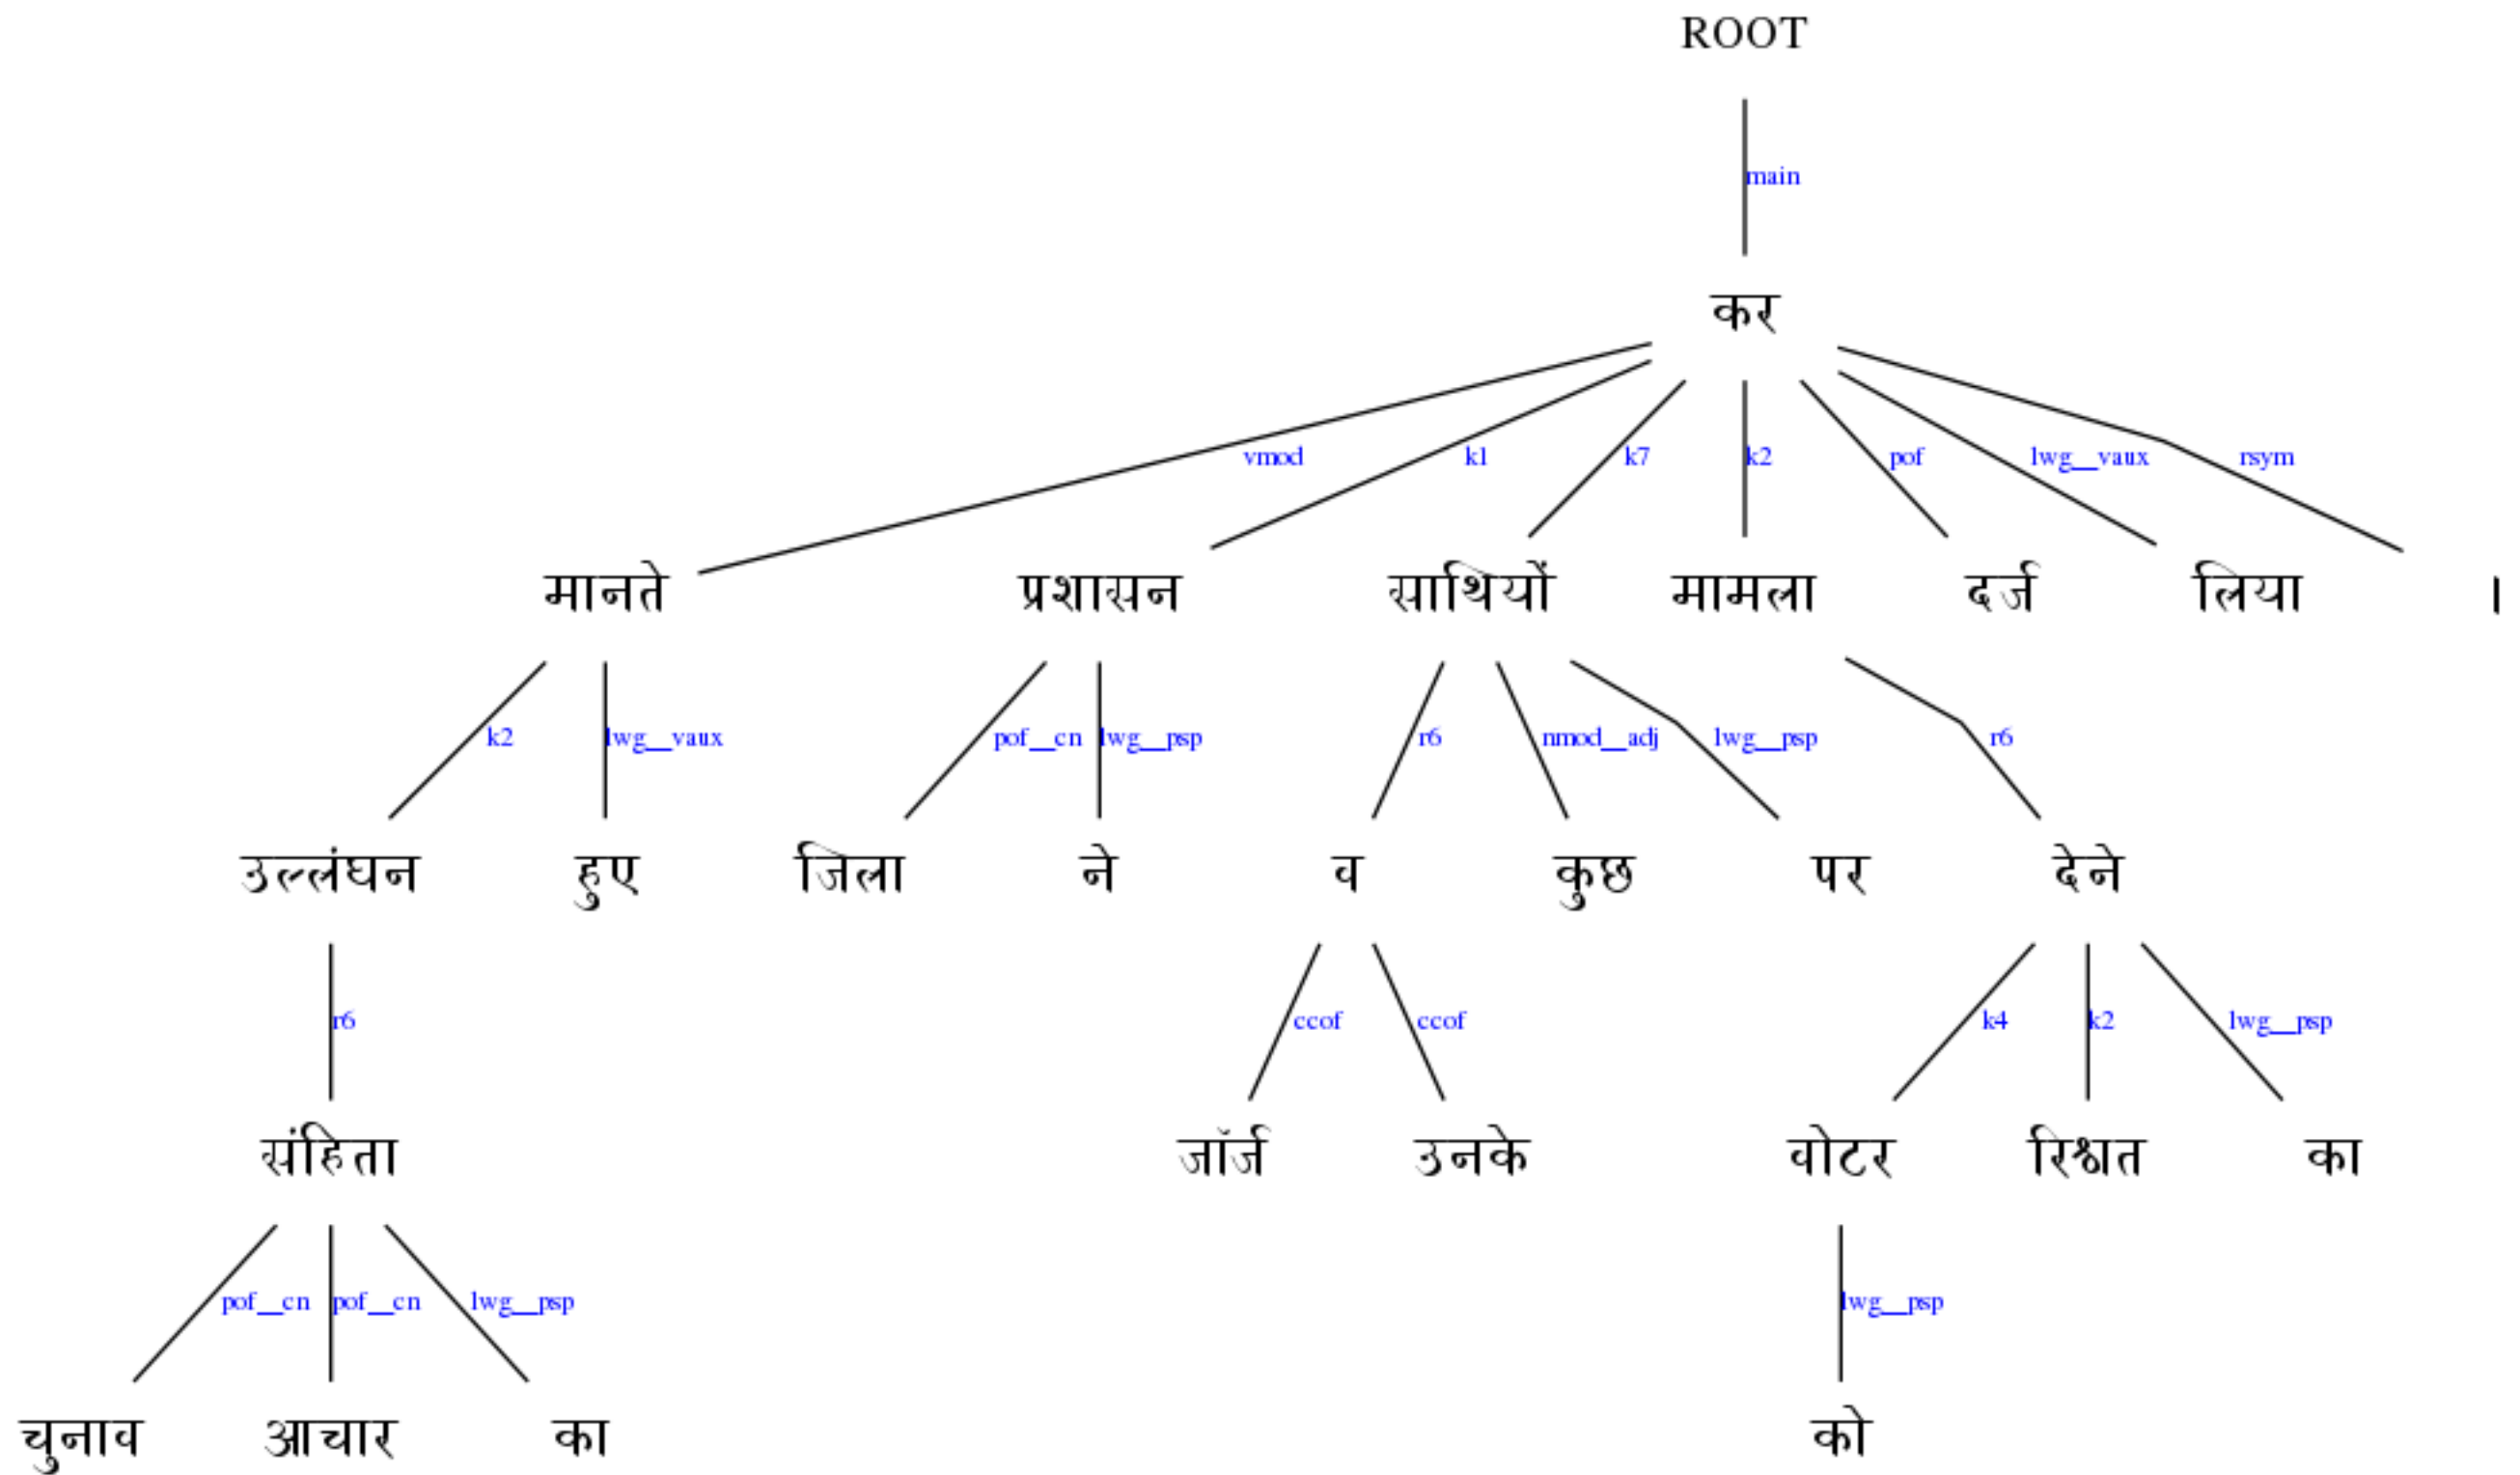 ROOT
main
कर
vmod k1 k7 k2 pof lwg__vaux rsym
मानते प्रशासन साथियों मामला दर्ज लिया ।
k2 lwg__vaux pof__cn lwg__psp r6 nmod__adj lwg__psp r6
उल्लंघन हुए जिला ने व कुछ पर देने
r6 ccof ccof k4 k2 lwg__psp
संहिता जॉर्ज उनके वोटर रिश्वत का
pof__cn pof__cn lwg__psp lwg__psp
चुनाव आचार का को